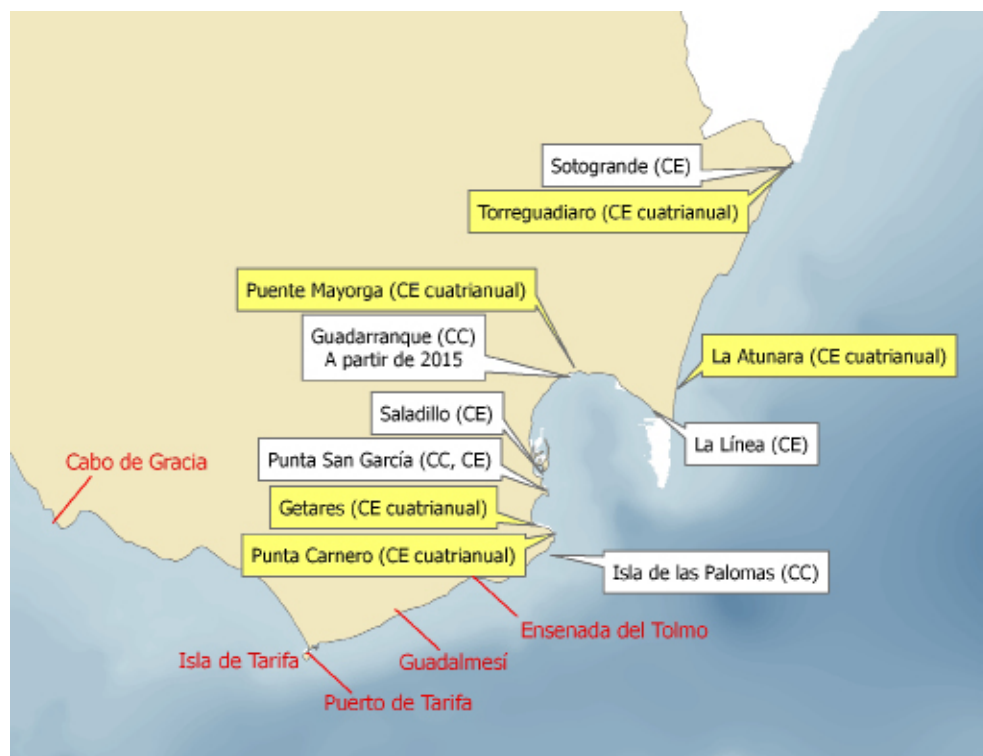 Sotogrande (CE)
Torreguadiaro (CE cuatrianual)
Puente Mayorga (CE cuatrianual)
Guadarranque (CC)
A partir de 2015
La Atunara (CE cuatrianual)
Saladillo (CE)
La Línea (CE)
Cabo de Gracia
Punta San García (CC, CE)
Getares (CE cuatrianual)
Punta Carnero (CE cuatrianual)
Isla de las Palomas (CC)
Ensenada del Tolmo
Isla de Tarifa
Guadalmesí
Puerto de Tarifa